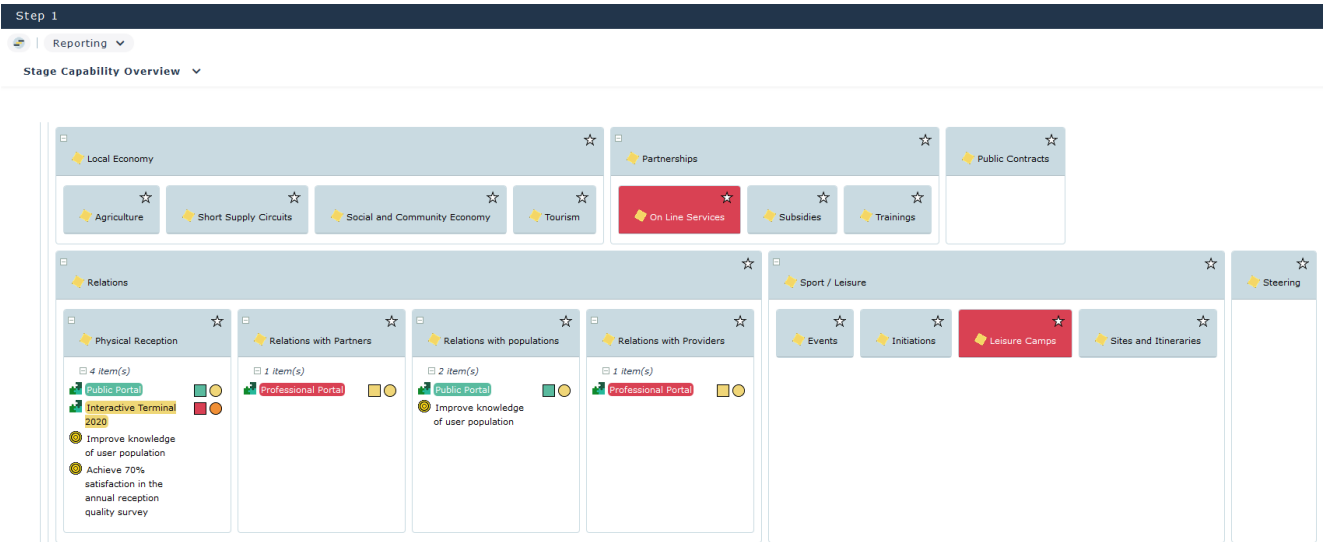 Step 1
Reporting
Stage Capability Overview
Local Economy
Partnerships
Public Contracts
Agriculture
Short Supply Circuits
Social and Community Economy
Tourism
On Line Services
Subsidies
Trainings
Relations
Sport / Leisure
Steering
Physical Reception
Relations with Partners
Relations with populations
Relations with Providers
Events
Initiations
Leisure Camps
Sites and Itineraries
4 item(s)
Public Portal
Interactive Terminal
2020
Improve knowledge
of user population
Achieve 70%
satisfaction in the
annual reception
quality survey
1 item(s)
Professional Portal
2 item(s)
Public Portal
Improve knowledge
of user population
1 item(s)
Professional Portal